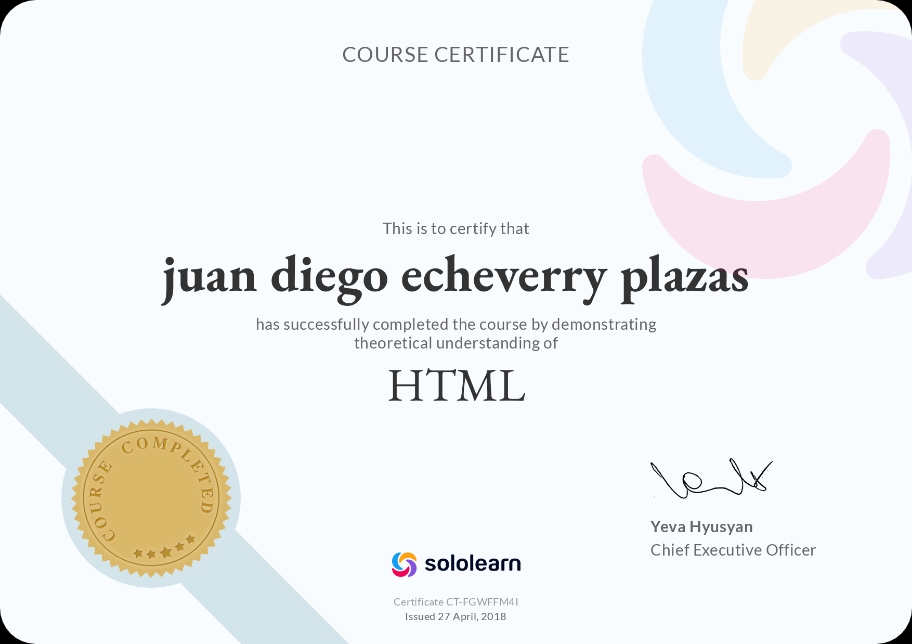 COURSE CERTIFICATE
This is to certify that
juan diego echeverry plazas
has successfully completed the course by demonstrating
theoretical understanding of
HTML
COURSE COMPLETED
Yeva Hyusyan
Chief Executive Officer
sololearn
Certificate CT-FGWFFM4I
Issued 27 April, 2018